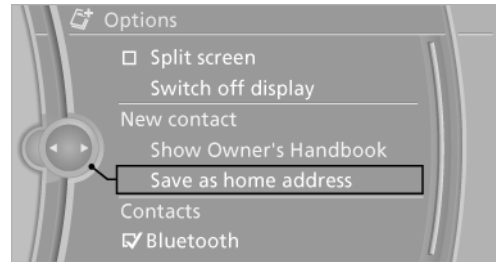 Options
Split screen
Switch off display
New contact
Show Owner's Handbook
Save as home address
Contacts
Bluetooth